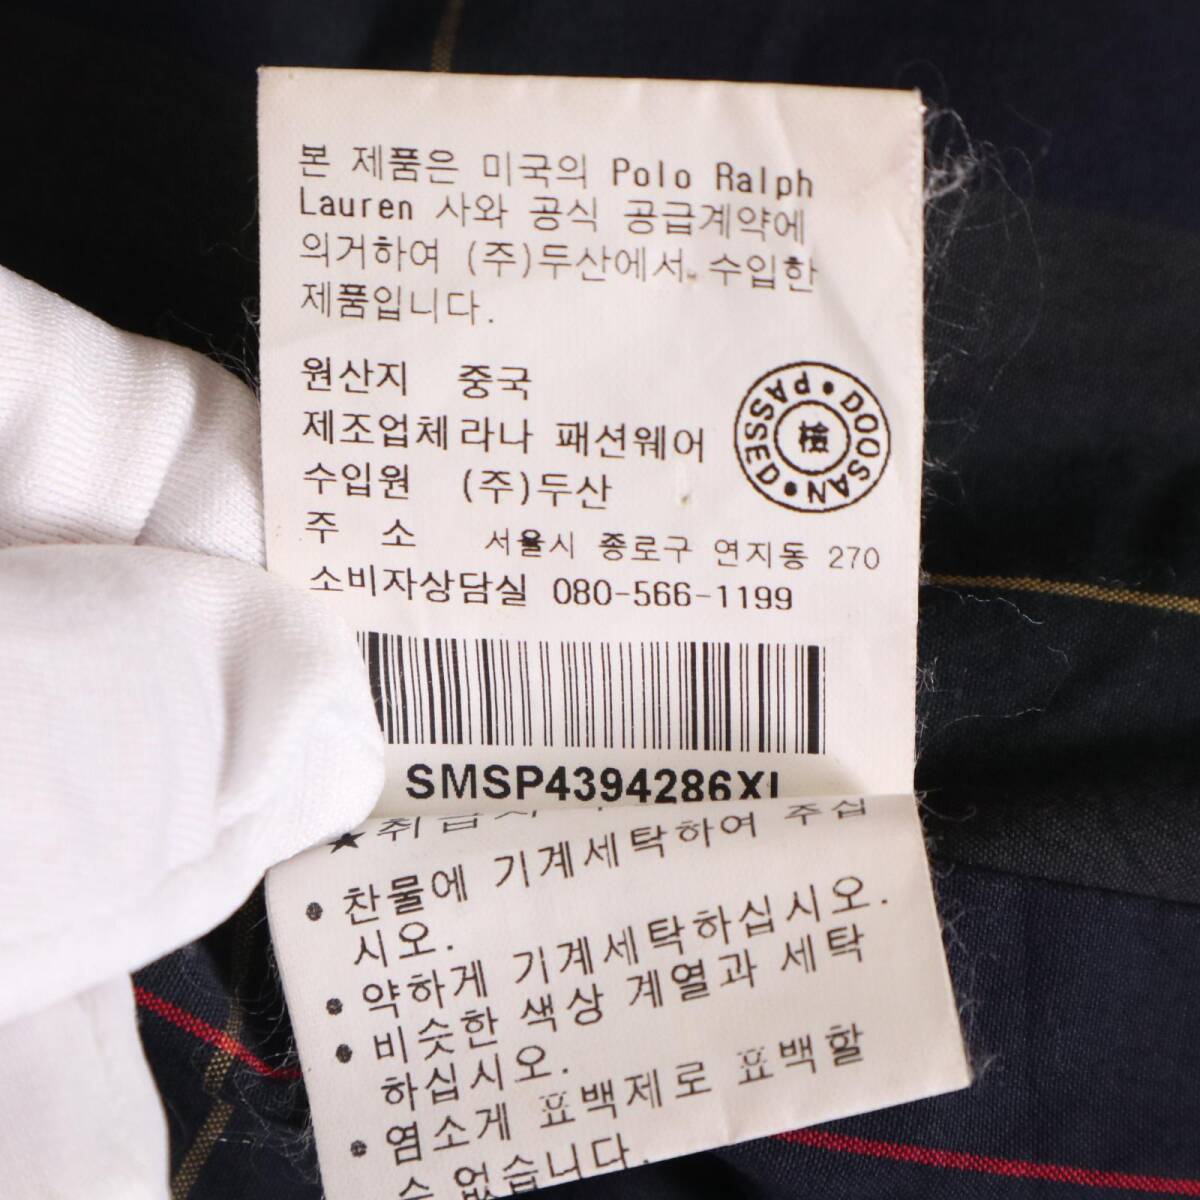 본 제품은 미국의 Polo Ralph
Lauren 사와 공식 공급계약에
의거하여 (주)두산에서 수입한
제품입니다.
원산지 중국
제조업체 라나 패션웨어
수입원 (주)두산
주 소 서울시 종로구 연지동 270
소비자상담실 080-566-1199
DOOSAN • PASSED •
檢
SMSP4394286XL
★취급시
• 찬물에 기계세탁하여 주십
시오.
• 약하게 기계세탁하십시오.
• 비슷한 색상 계열과 세탁
하십시오.
• 염소게 표백제로 표백할
수 없습니다.